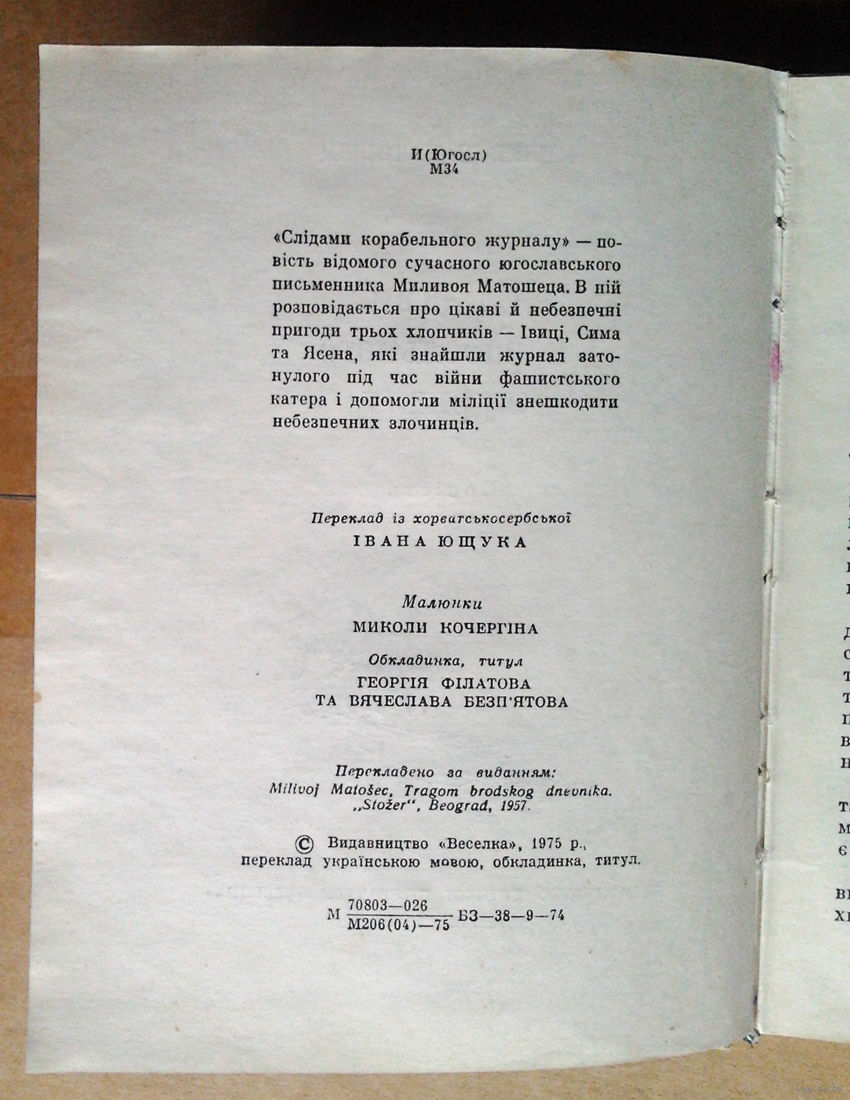 И(Югосл)
М34
«Слідами корабельного журналу» — по-
вість відомого сучасного югославського
письменника Миливоя Матошеца. В ній
розповідається про цікаві й небезпечні
пригоди трьох хлопчиків — Івиці, Сима
та Ясена, які знайшли журнал зато-
нулого під час війни фашистського
катера і допомогли міліції знешкодити
небезпечних злочинців.
Переклад із хорватськосербської
ІВАНА ЮЩУКА
Малюнки
МИКОЛИ КОЧЕРГІНА
Обкладинка, титул
ГЕОРГІЯ ФІЛАТОВА
ТА ВЯЧЕСЛАВА БЕЗП'ЯТОВА
Перекладено за виданням:
Milivoj Matošec, Tragom brodskog dnevnika.
„Stožer“, Beograd, 1957.
© Видавництво «Веселка», 1975 р.,
переклад українською мовою, обкладинка, титул.
М 70803—026
М206(04)—75 БЗ—38—9—74